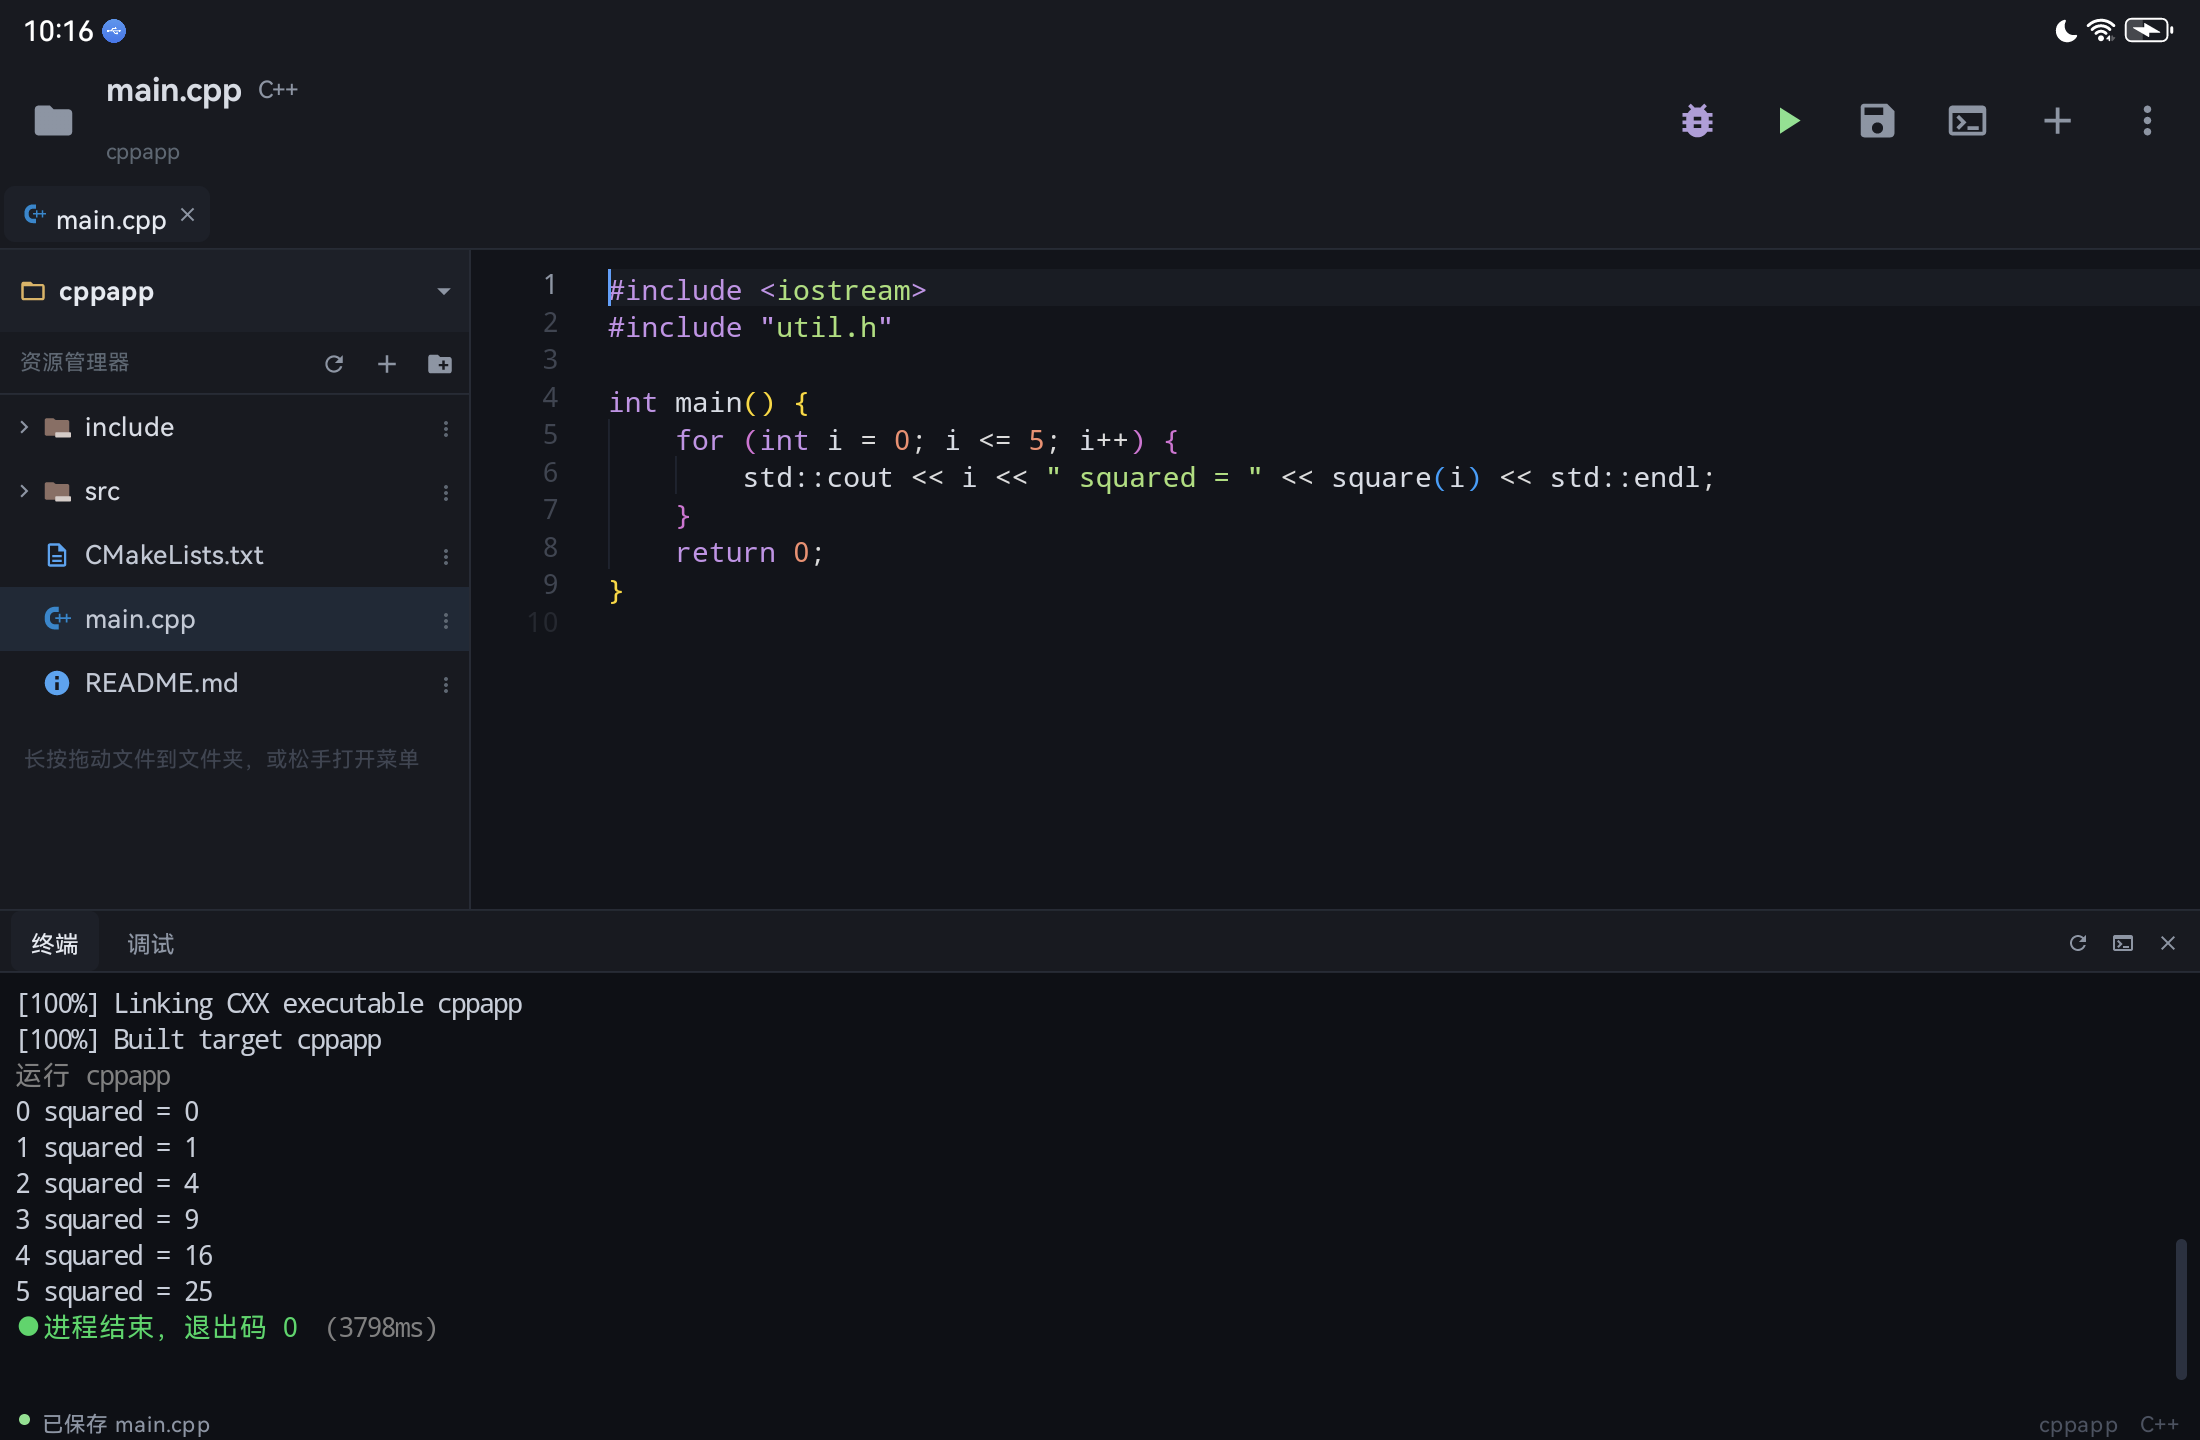 10:16
main.cpp C++
cppapp
main.cpp
cppapp
资源管理器
include
src
CMakeLists.txt
main.cpp
README.md
长按拖动文件到文件夹，或松手打开菜单
1 #include <iostream>
2 #include "util.h"
3
4 int main() {
5     for (int i = 0; i <= 5; i++) {
6         std::cout << i << " squared = " << square(i) << std::endl;
7     }
8     return 0;
9 }
10
终端 调试
[100%] Linking CXX executable cppapp
[100%] Built target cppapp
运行 cppapp
0 squared = 0
1 squared = 1
2 squared = 4
3 squared = 9
4 squared = 16
5 squared = 25
进程结束，退出码 0 (3798ms)
已保存 main.cpp
cppapp C++